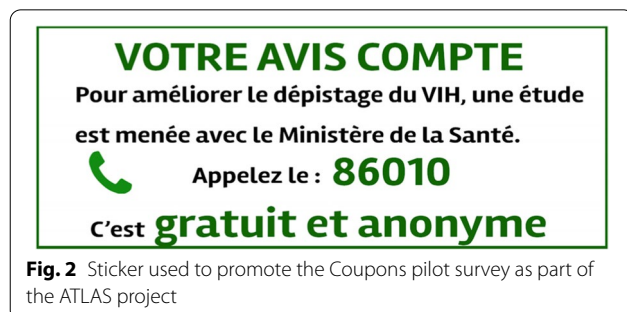 VOTRE AVIS COMPTE
Pour améliorer le dépistage du VIH, une étude
est menée avec le Ministère de la Santé.
Appelez le : 86010
C'est gratuit et anonyme
Fig. 2 Sticker used to promote the Coupons pilot survey as part of
the ATLAS project